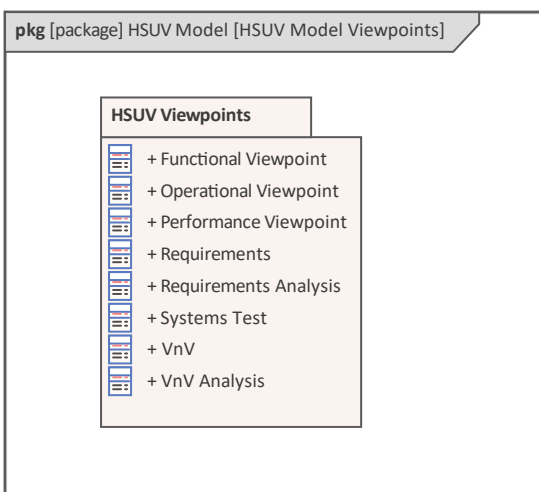 pkg [package] HSUV Model [HSUV Model Viewpoints]
HSUV Viewpoints
+ Functional Viewpoint
+ Operational Viewpoint
+ Performance Viewpoint
+ Requirements
+ Requirements Analysis
+ Systems Test
+ VnV
+ VnV Analysis